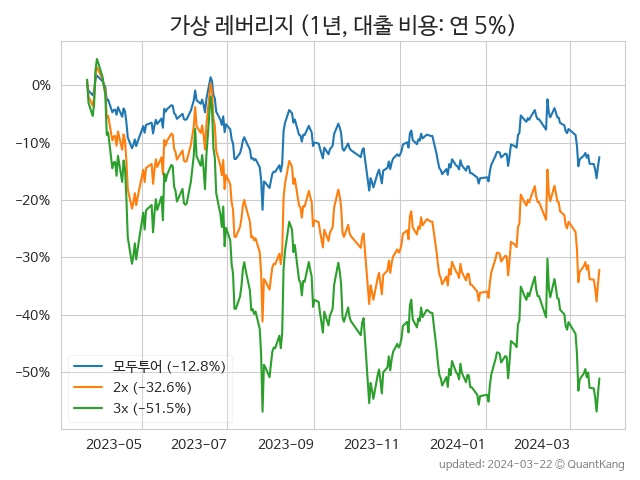 가상 레버리지 (1년, 대출 비용: 연 5%)
0%
−10%
−20%
−30%
−40%
−50%
모두투어 (−12.8%)
2x (−32.6%)
3x (−51.5%)
2023-05 2023-07 2023-09 2023-11 2024-01 2024-03
updated: 2024-03-22 © QuantKang